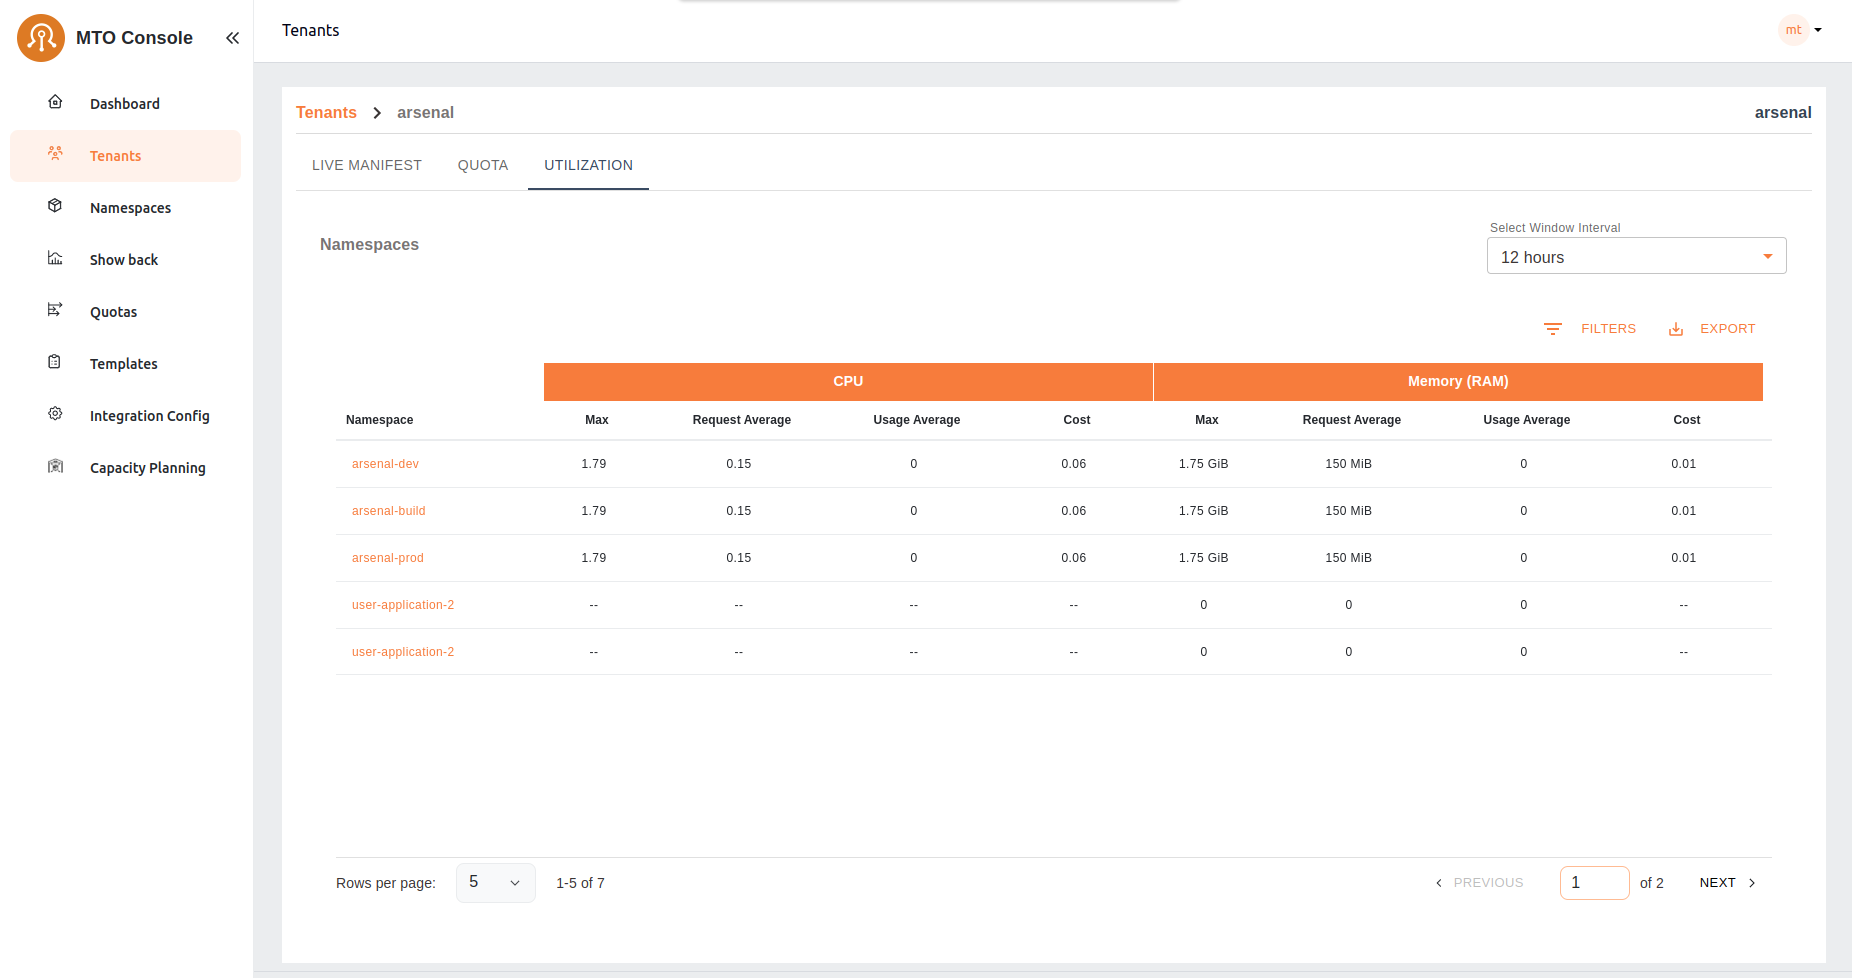 MTO Console
Dashboard
Tenants
Namespaces
Show back
Quotas
Templates
Integration Config
Capacity Planning
Tenants
mt
Tenants arsenal
arsenal
LIVE MANIFEST QUOTA UTILIZATION
Namespaces
Select Window Interval
12 hours
FILTERS EXPORT
CPU Memory (RAM)
Namespace Max Request Average Usage Average Cost Max Request Average Usage Average Cost
arsenal-dev 1.79 0.15 0 0.06 1.75 GiB 150 MiB 0 0.01
arsenal-build 1.79 0.15 0 0.06 1.75 GiB 150 MiB 0 0.01
arsenal-prod 1.79 0.15 0 0.06 1.75 GiB 150 MiB 0 0.01
user-application-2 -- -- -- -- 0 0 0 --
user-application-2 -- -- -- -- 0 0 0 --
Rows per page: 5 1-5 of 7 PREVIOUS 1 of 2 NEXT